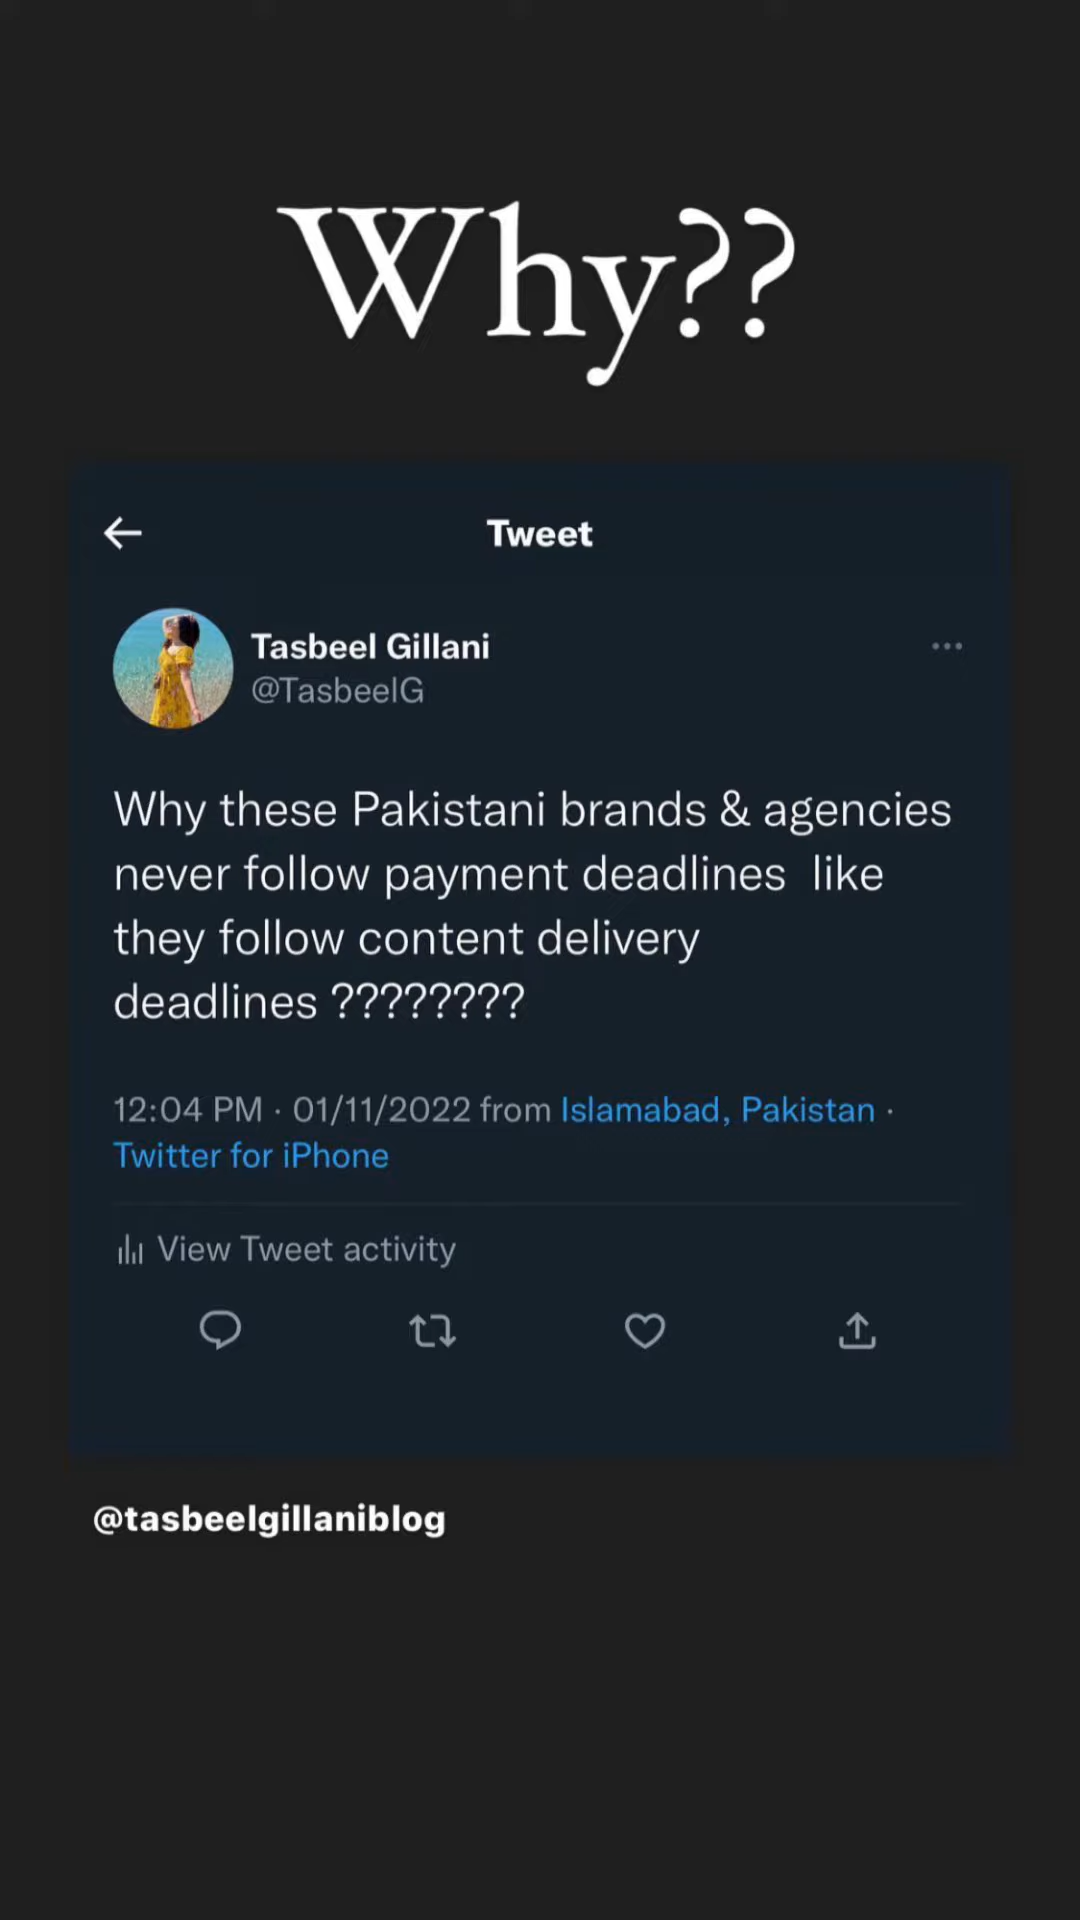 Why??
Tweet
Tasbeel Gillani
@TasbeelG
Why these Pakistani brands & agencies
never follow payment deadlines  like
they follow content delivery
deadlines ????????
12:04 PM · 01/11/2022 from Islamabad, Pakistan ·
Twitter for iPhone
View Tweet activity
@tasbeelgillaniblog